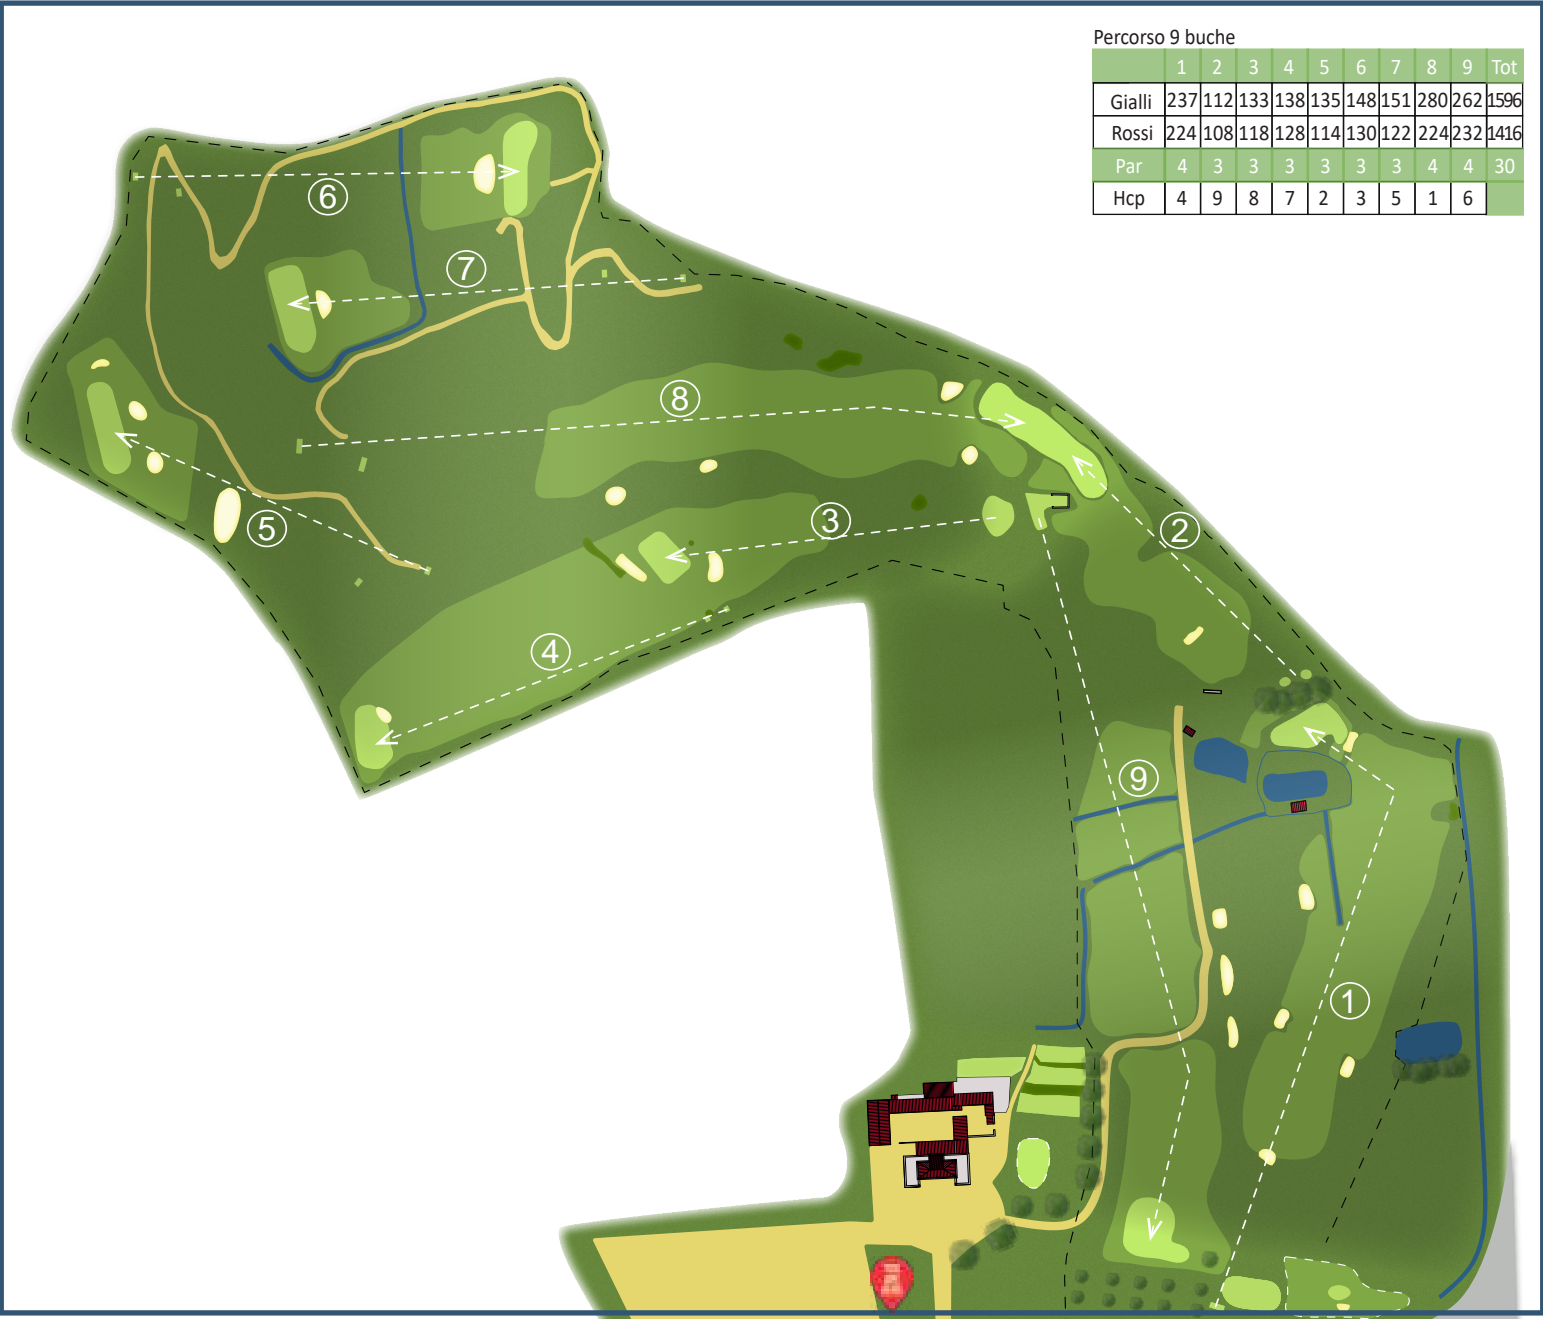 Percorso 9 buche
1 2 3 4 5 6 7 8 9 Tot
Gialli 237 112 133 138 135 148 151 280 262 1596
Rossi 224 108 118 128 114 130 122 224 232 1416
Par 4 3 3 3 3 3 3 4 4 30
Hcp 4 9 8 7 2 3 5 1 6
6
7
8
3
2
5
4
9
1